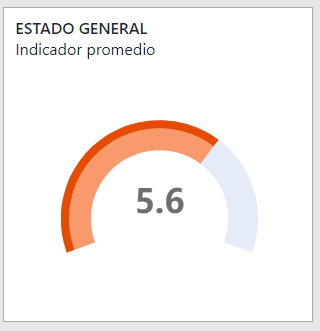 ESTADO GENERAL
Indicador promedio
5.6